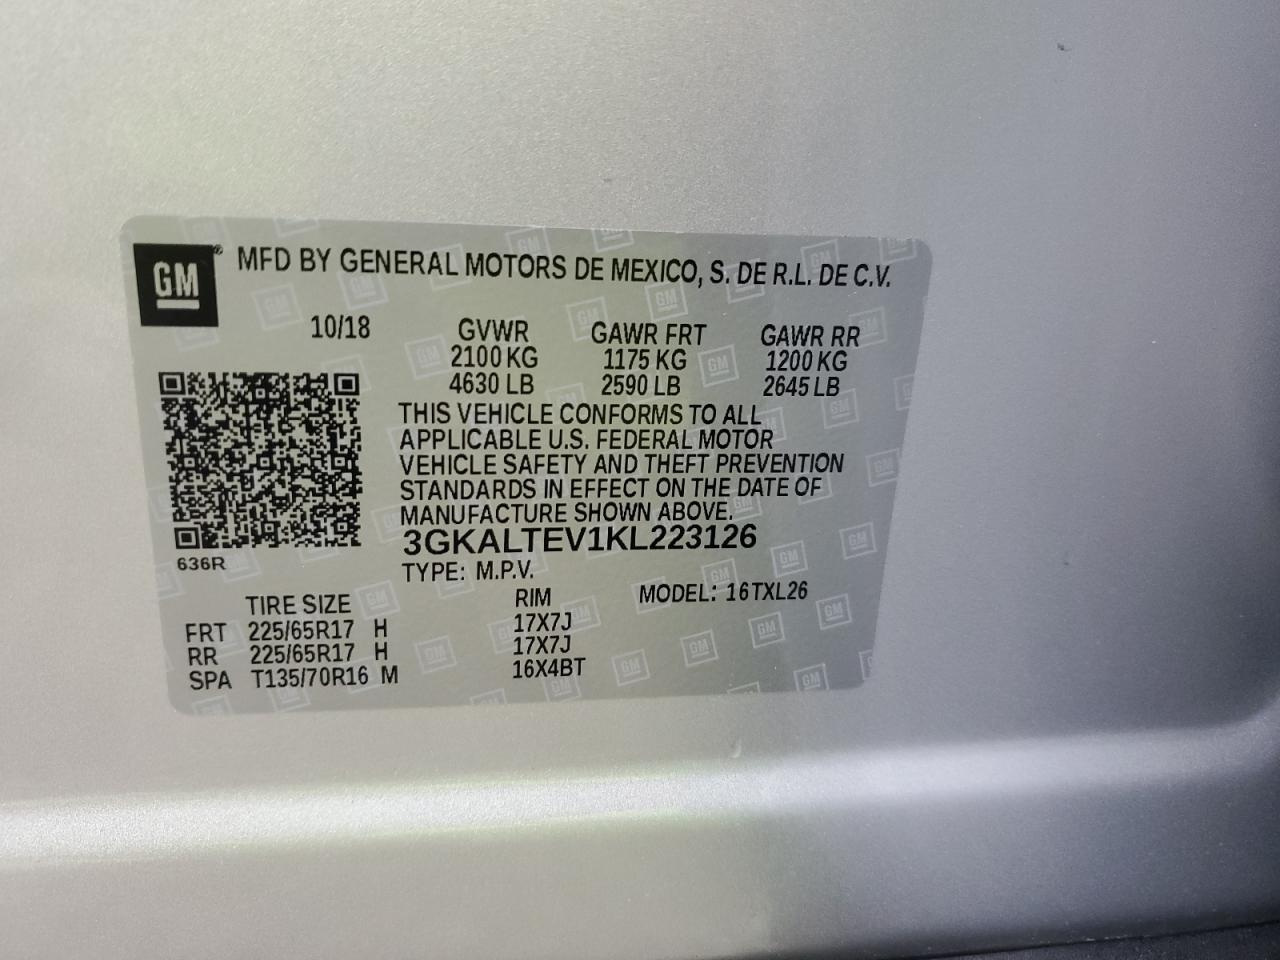 GM ® MFD BY GENERAL MOTORS DE MEXICO, S. DE R.L. DE C.V.
10/18 GVWR GAWR FRT GAWR RR
2100 KG 1175 KG 1200 KG
4630 LB 2590 LB 2645 LB
THIS VEHICLE CONFORMS TO ALL
APPLICABLE U.S. FEDERAL MOTOR
VEHICLE SAFETY AND THEFT PREVENTION
STANDARDS IN EFFECT ON THE DATE OF
MANUFACTURE SHOWN ABOVE.
3GKALTEV1KL223126
636R
TYPE: M.P.V.
TIRE SIZE RIM MODEL: 16TXL26
FRT 225/65R17 H 17X7J
RR 225/65R17 H 17X7J
SPA T135/70R16 M 16X4BT